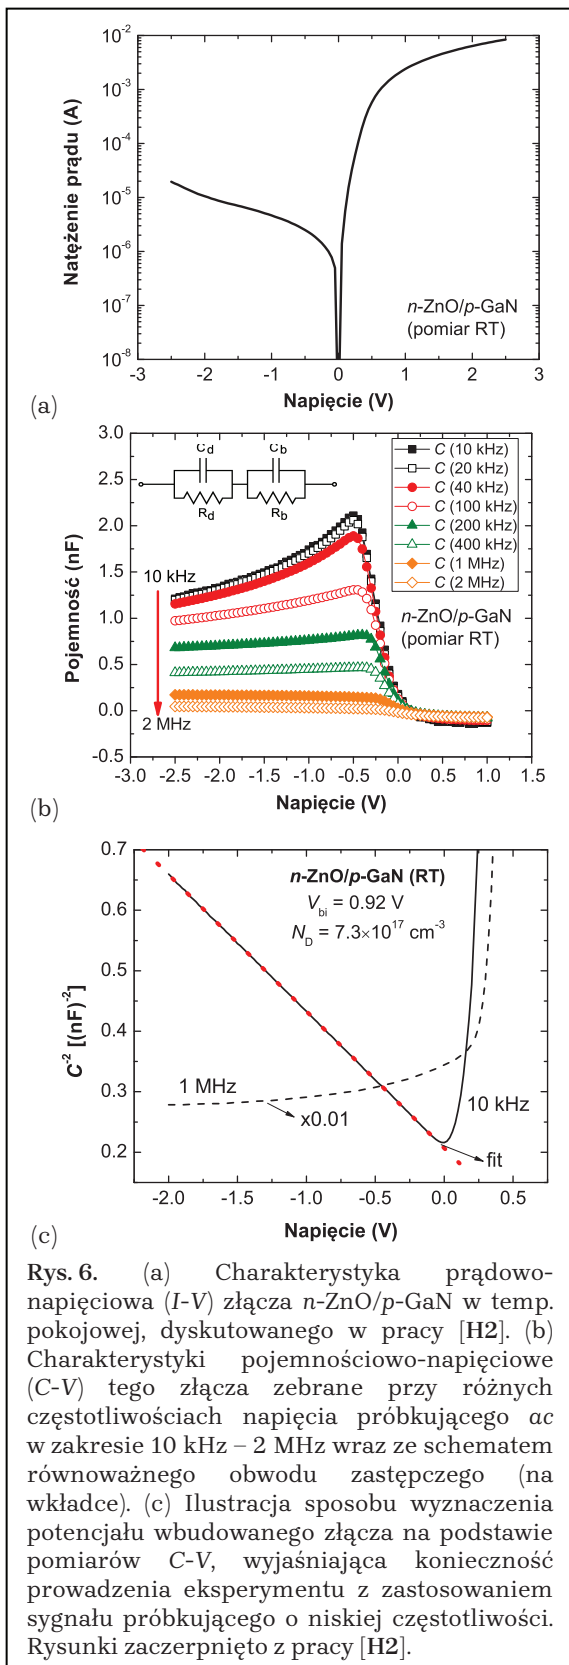 10⁻²
10⁻³
10⁻⁴
10⁻⁵
10⁻⁶
10⁻⁷
10⁻⁸
Natężenie prądu (A)
n-ZnO/p-GaN
(pomiar RT)
-3 -2 -1 0 1 2 3
Napięcie (V)
(a)
3.0
2.5
2.0
1.5
1.0
0.5
0.0
-0.5
Pojemność (nF)
C_d C_b
R_d R_b
C (10 kHz)
C (20 kHz)
C (40 kHz)
C (100 kHz)
C (200 kHz)
C (400 kHz)
C (1 MHz)
C (2 MHz)
10 kHz
2 MHz
n-ZnO/p-GaN
(pomiar RT)
-3.0 -2.5 -2.0 -1.5 -1.0 -0.5 0.0 0.5 1.0 1.5
Napięcie (V)
(b)
0.7
0.6
0.5
0.4
0.3
0.2
C⁻² [(nF)⁻²]
n-ZnO/p-GaN (RT)
V_bi = 0.92 V
N_D = 7.3×10¹⁷ cm⁻³
1 MHz
x0.01
10 kHz
fit
-2.0 -1.5 -1.0 -0.5 0.0 0.5
Napięcie (V)
(c)
Rys. 6. (a) Charakterystyka prądowo-
napięciowa (I-V) złącza n-ZnO/p-GaN w temp.
pokojowej, dyskutowanego w pracy [H2]. (b)
Charakterystyki pojemnościowo-napięciowe
(C-V) tego złącza zebrane przy różnych
częstotliwościach napięcia próbkującego ac
w zakresie 10 kHz – 2 MHz wraz ze schematem
równoważnego obwodu zastępczego (na
wkładce). (c) Ilustracja sposobu wyznaczenia
potencjału wbudowanego złącza na podstawie
pomiarów C-V, wyjaśniająca konieczność
prowadzenia eksperymentu z zastosowaniem
sygnału próbkującego o niskiej częstotliwości.
Rysunki zaczerpnięto z pracy [H2].